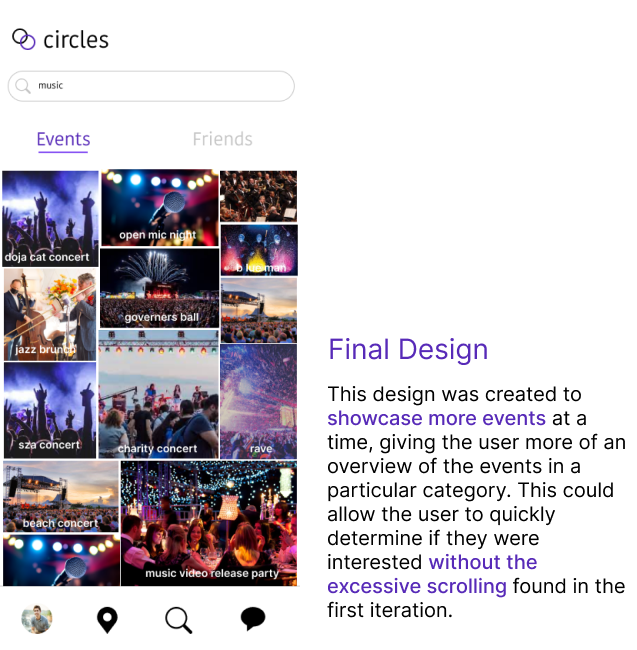 circles
music
Events
Friends
doja cat concert
open mic night
b lue man
governers ball
jazz brunch
sza concert
charity concert
rave
beach concert
music video release party
Final Design
This design was created to
showcase more events at a
time, giving the user more of an
overview of the events in a
particular category. This could
allow the user to quickly
determine if they were
interested without the
excessive scrolling found in the
first iteration.